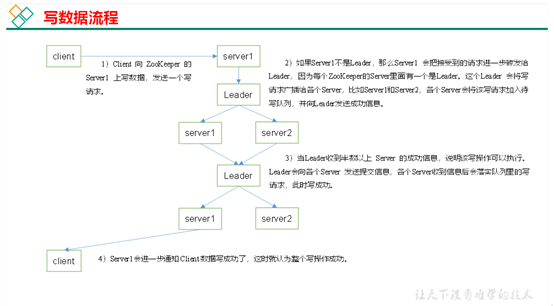 写数据流程
client
server1
1）Client 向 ZooKeeper 的
Server1 上写数据，发送一个写
请求。
2）如果Server1不是Leader，那么Server1 会把接受到的请求进一步转发给
Leader，因为每个ZooKeeper的Server里面有一个是Leader。这个Leader 会将写
请求广播给各个Server，比如Server1和Server2，各个Server会将该写请求加入待
写队列，并向Leader发送成功信息。
Leader
server1
server2
3）当Leader收到半数以上 Server 的成功信息，说明该写操作可以执行。
Leader会向各个Server 发送提交信息，各个Server收到信息后会落实队列里的写
请求，此时写成功。
Leader
server1
server2
client
4）Server1会进一步通知 Client 数据写成功了，这时就认为整个写操作成功。
让天下没有难学的技术